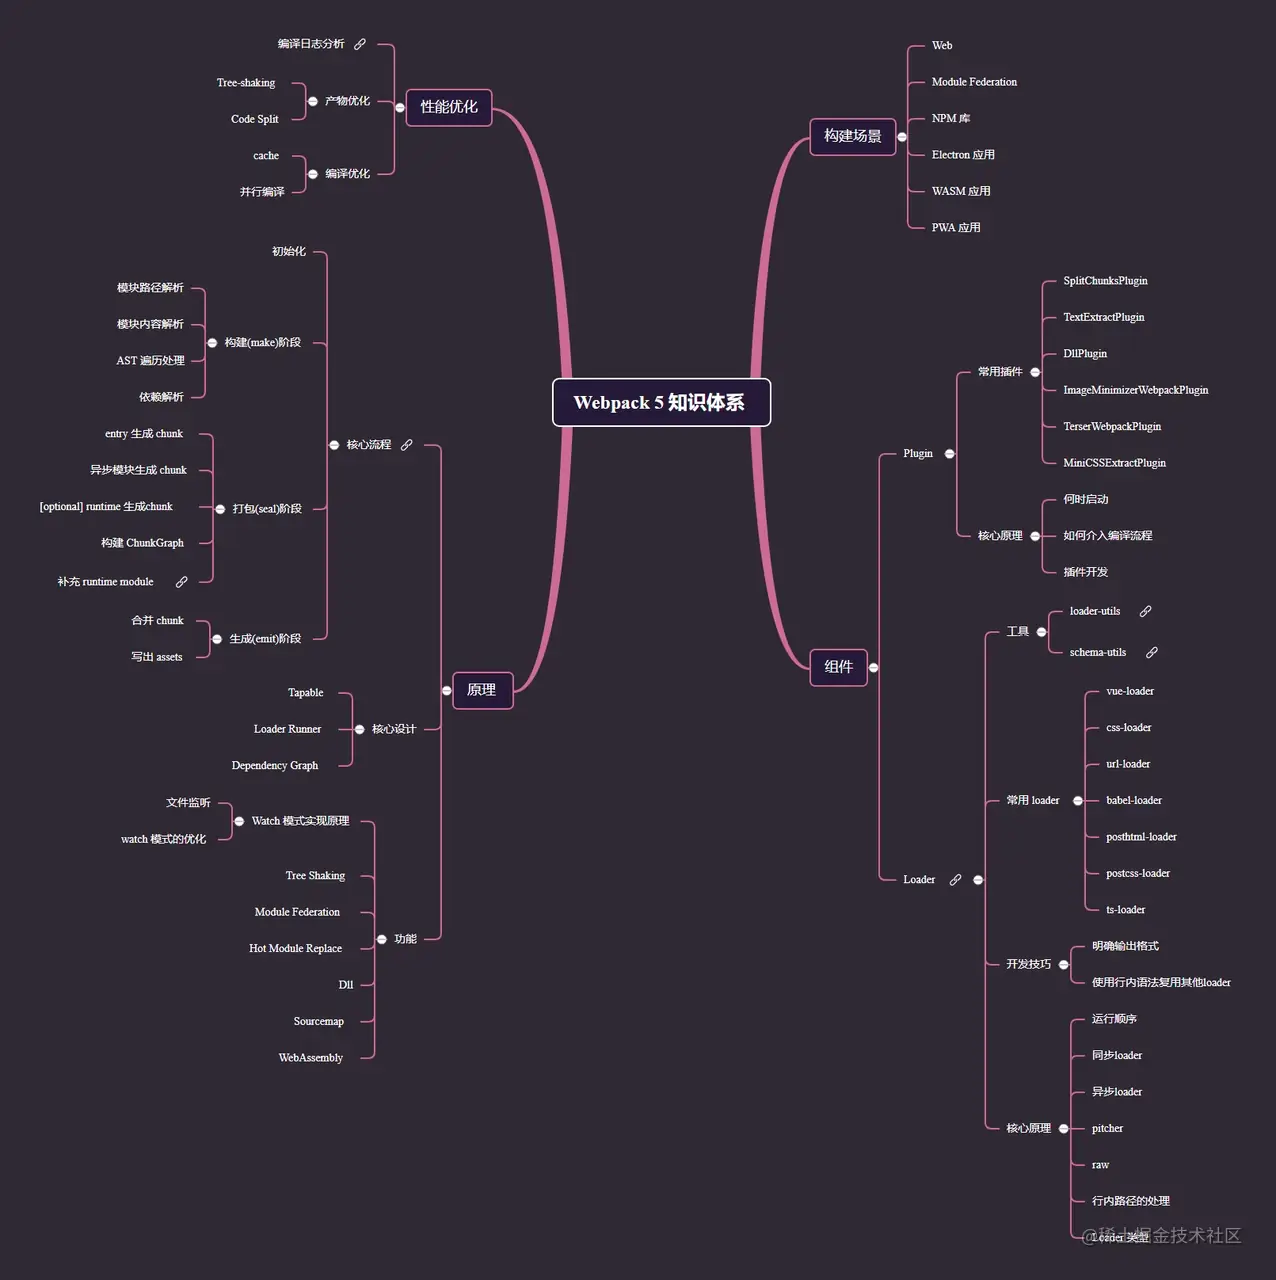 Webpack 5 知识体系
性能优化
编译日志分析
产物优化
Tree-shaking
Code Split
编译优化
cache
并行编译
原理
核心流程
初始化
构建(make)阶段
模块路径解析
模块内容解析
AST 遍历处理
依赖解析
打包(seal)阶段
entry 生成 chunk
异步模块生成 chunk
[optional] runtime 生成chunk
构建 ChunkGraph
补充 runtime module
生成(emit)阶段
合并 chunk
写出 assets
核心设计
Tapable
Loader Runner
Dependency Graph
功能
Watch 模式实现原理
文件监听
watch 模式的优化
Tree Shaking
Module Federation
Hot Module Replace
Dll
Sourcemap
WebAssembly
构建场景
Web
Module Federation
NPM 库
Electron 应用
WASM 应用
PWA 应用
组件
Plugin
常用插件
SplitChunksPlugin
TextExtractPlugin
DllPlugin
ImageMinimizerWebpackPlugin
TerserWebpackPlugin
MiniCSSExtractPlugin
核心原理
何时启动
如何介入编译流程
插件开发
Loader
工具
loader-utils
schema-utils
常用 loader
vue-loader
css-loader
url-loader
babel-loader
posthtml-loader
postcss-loader
ts-loader
开发技巧
明确输出格式
使用行内语法复用其他loader
核心原理
运行顺序
同步loader
异步loader
pitcher
raw
行内路径的处理
Loader 类型
@稀土掘金技术社区